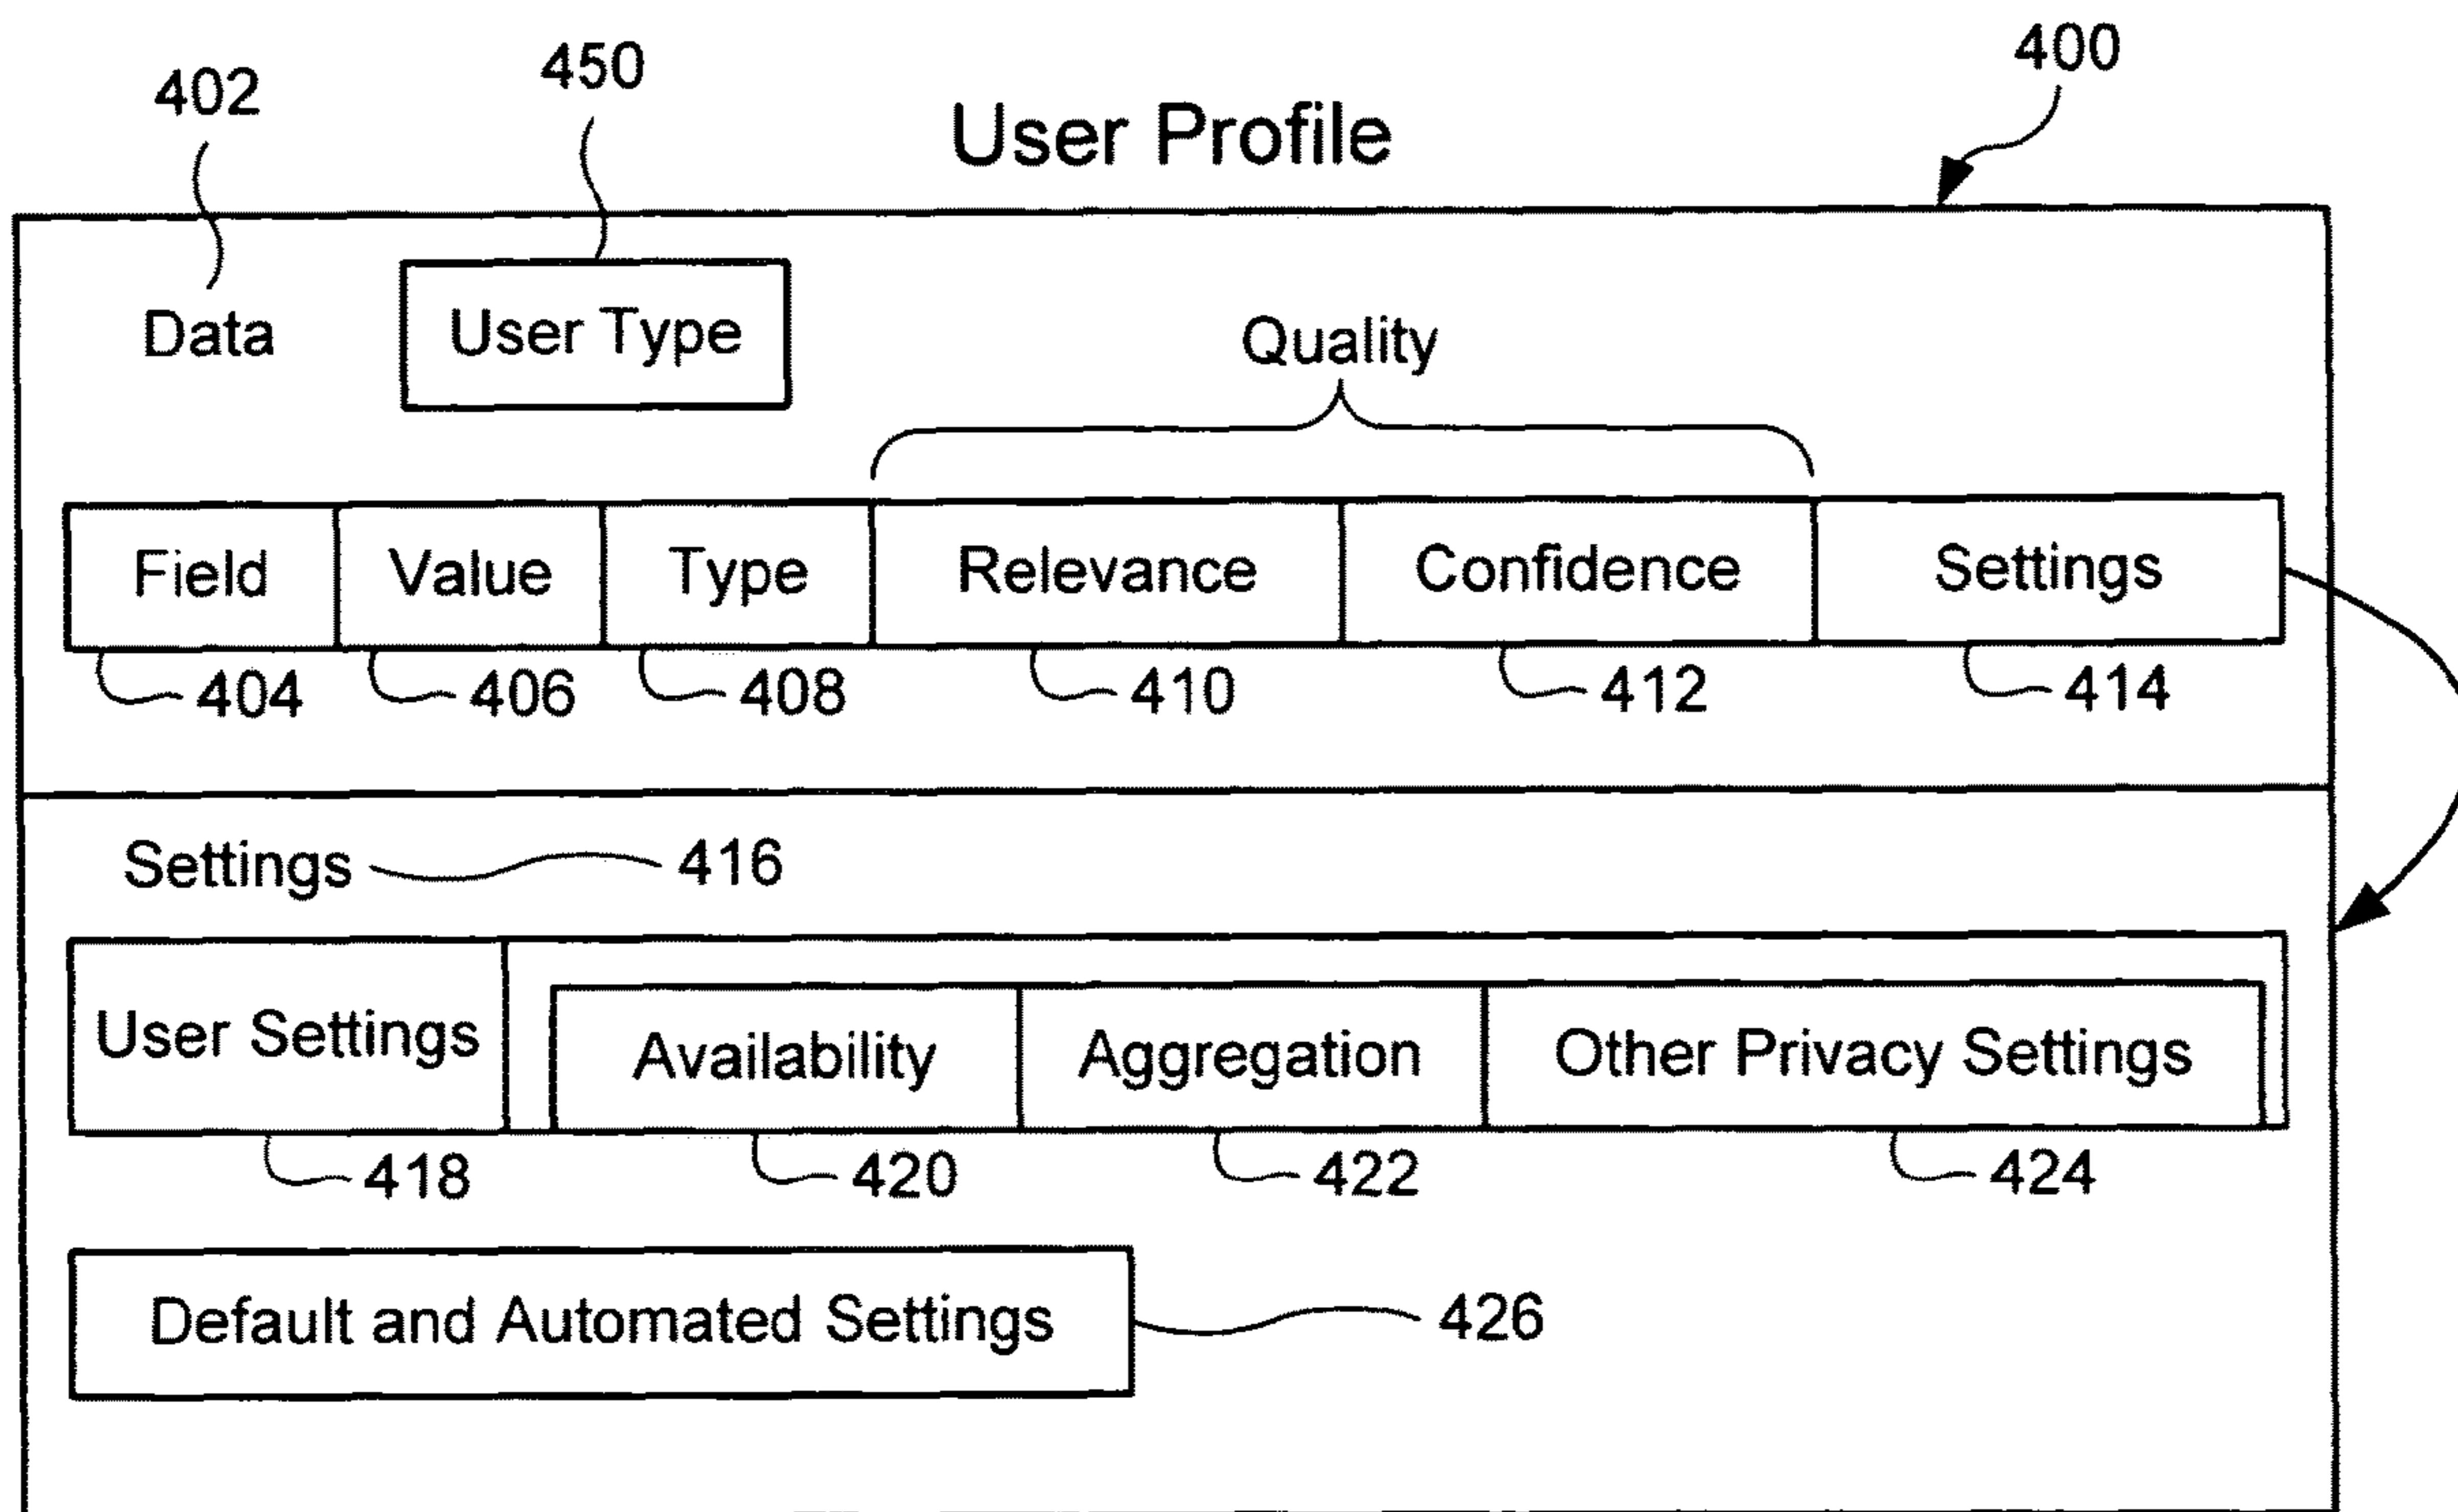 400
450
402
User Profile
Data
User Type
Quality
Field Value Type Relevance Confidence Settings
404 406 408 410 412 414
Settings 416
User Settings Availability Aggregation Other Privacy Settings
418 420 422 424
Default and Automated Settings 426